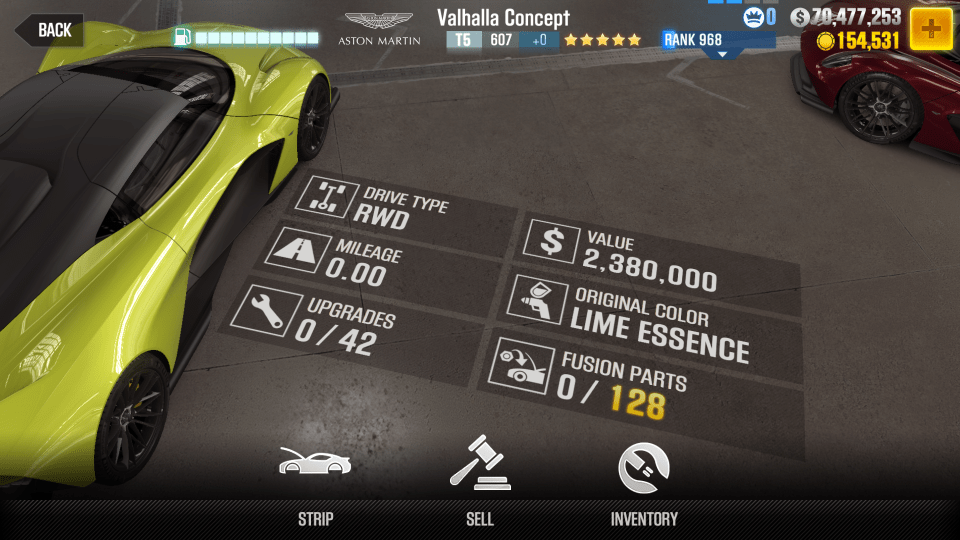 BACK
ASTON MARTIN
Valhalla Concept
T5 607 +0
RANK 968
0
70,477,253
154,531
DRIVE TYPE
RWD
MILEAGE
0.00
UPGRADES
0/42
VALUE
2,380,000
ORIGINAL COLOR
LIME ESSENCE
FUSION PARTS
0/ 128
STRIP
SELL
INVENTORY